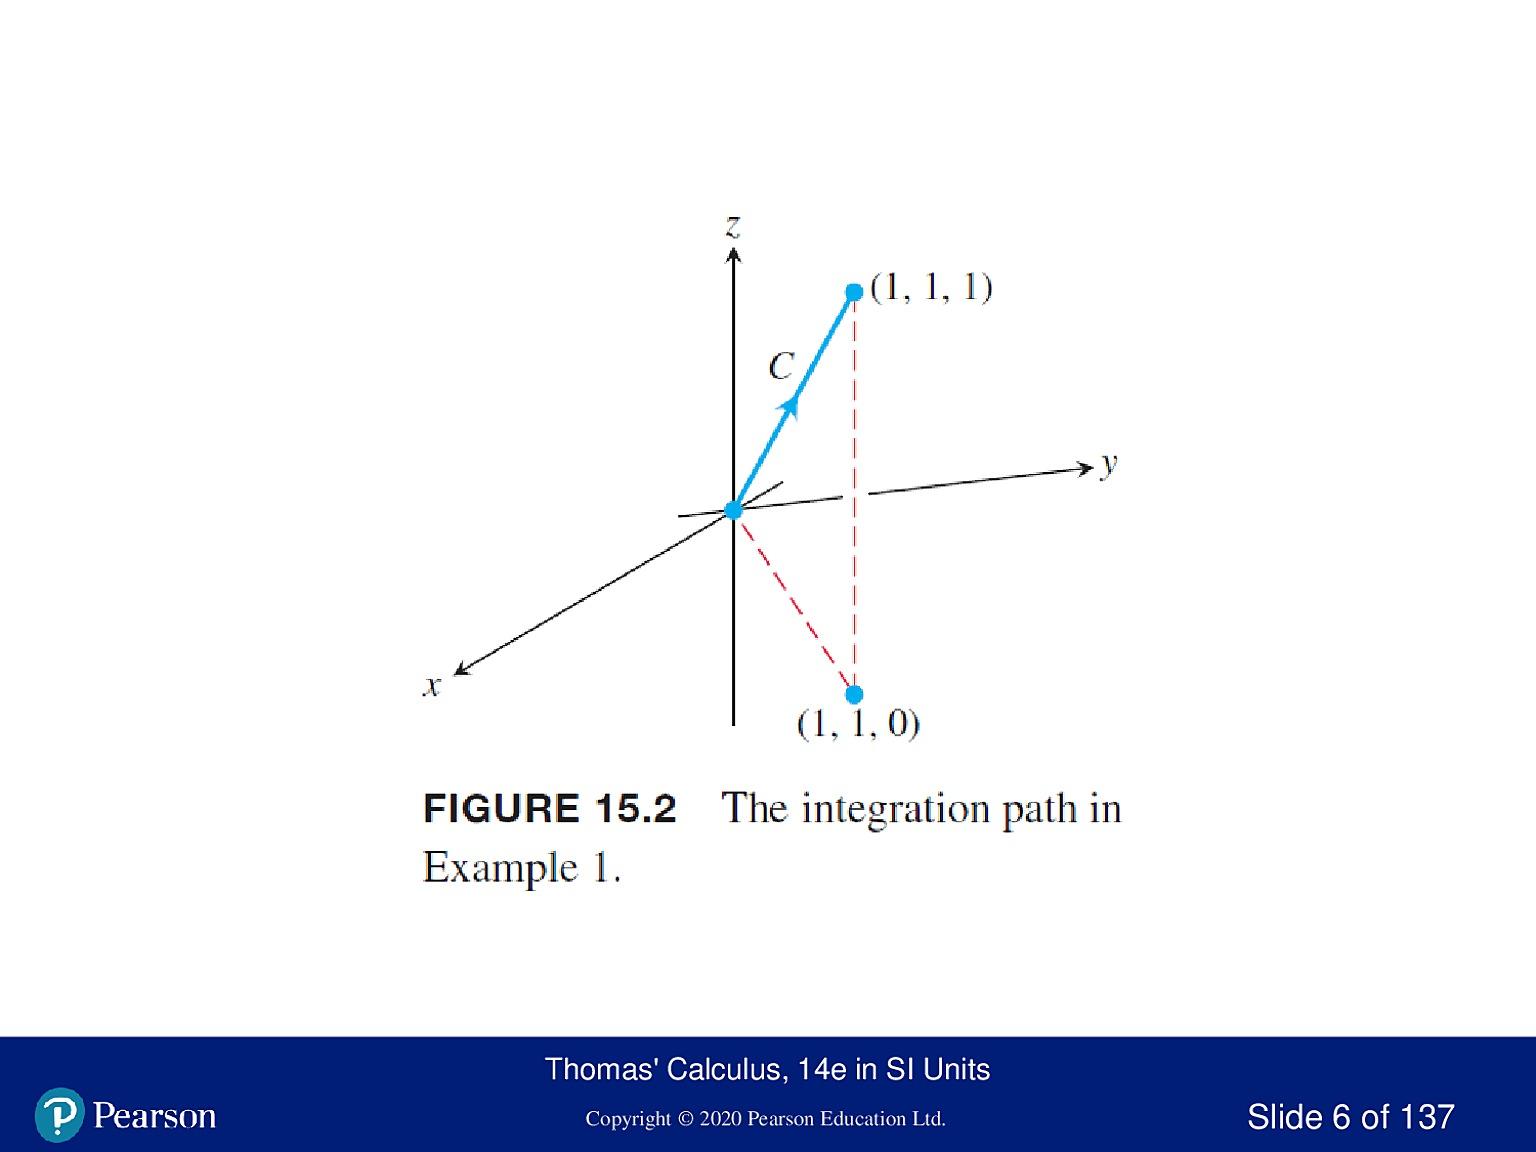 z
(1, 1, 1)
C
y
x
(1, 1, 0)
FIGURE 15.2 The integration path in
Example 1.
Thomas' Calculus, 14e in SI Units
Pearson
Copyright © 2020 Pearson Education Ltd.
Slide 6 of 137